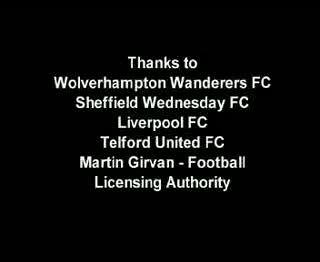 Thanks to
Wolverhampton Wanderers FC
Sheffield Wednesday FC
Liverpool FC
Telford United FC
Martin Girvan - Football
Licensing Authority